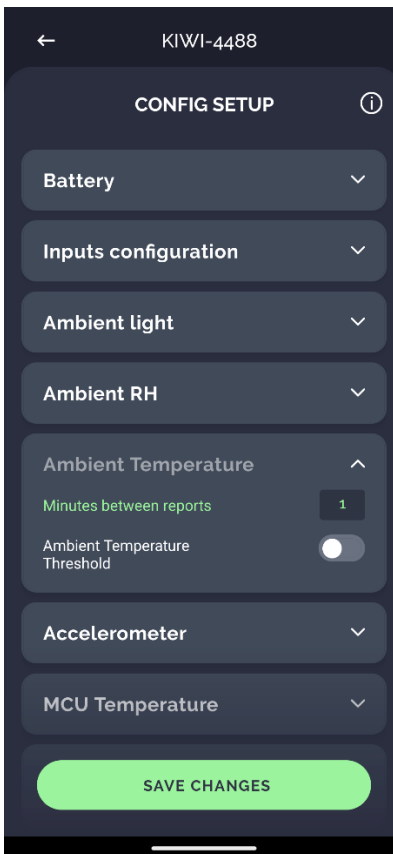 KIWI-4488
CONFIG SETUP
Battery
Inputs configuration
Ambient light
Ambient RH
Ambient Temperature
Minutes between reports 1
Ambient Temperature
Threshold
Accelerometer
MCU Temperature
SAVE CHANGES